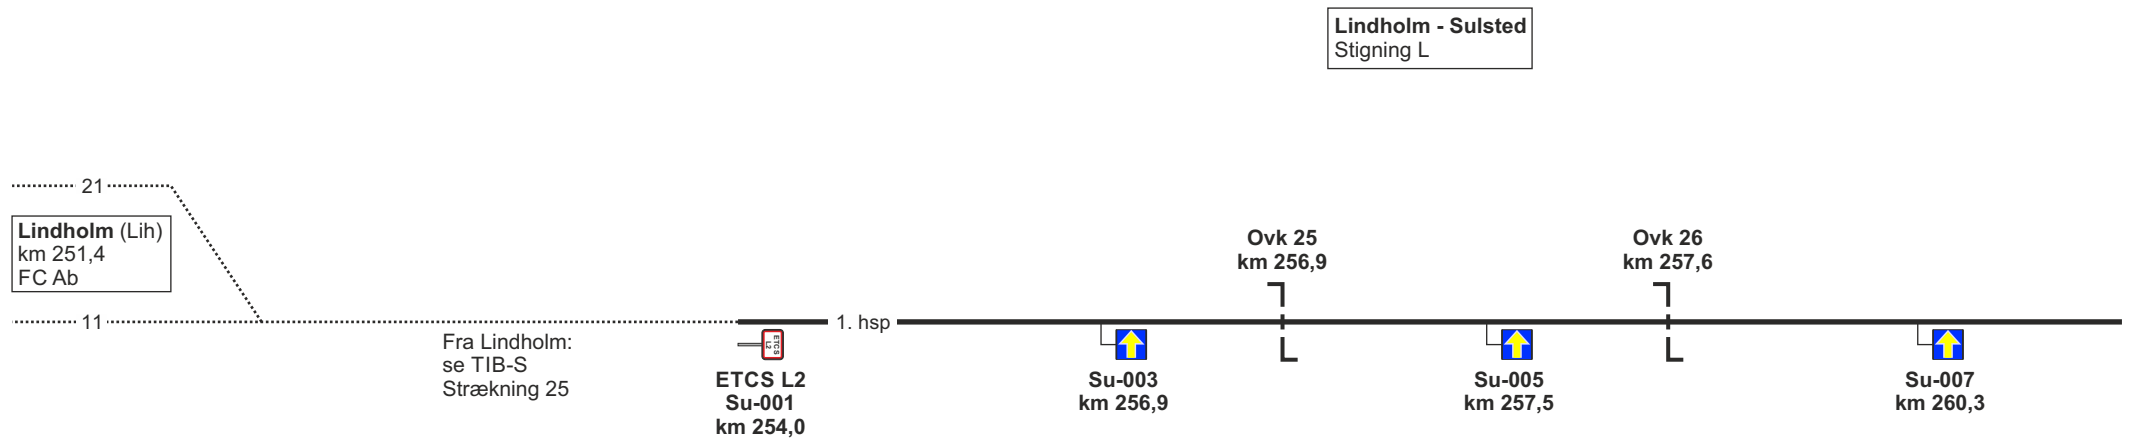 Lindholm - Sulsted
Stigning L
21
Lindholm (Lih)
km 251,4
FC Ab
11
Fra Lindholm:
se TIB-S
Strækning 25
1. hsp
ETCS
L2
ETCS L2
Su-001
km 254,0
Su-003
km 256,9
Ovk 25
km 256,9
Su-005
km 257,5
Ovk 26
km 257,6
Su-007
km 260,3